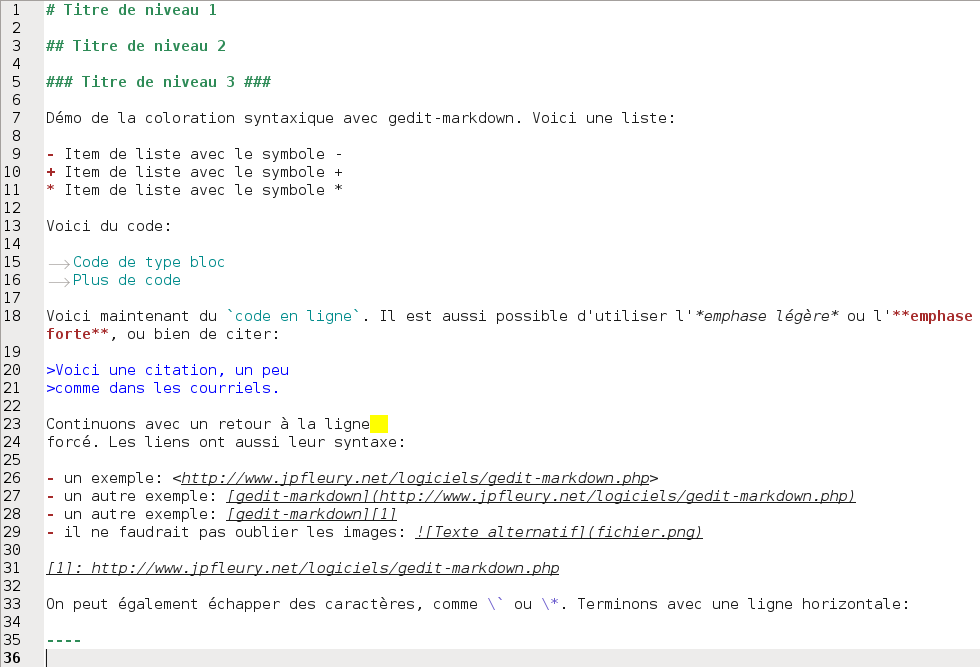 1 # Titre de niveau 1
2
3 ## Titre de niveau 2
4
5 ### Titre de niveau 3 ###
6
7 Démo de la coloration syntaxique avec gedit-markdown. Voici une liste:
8
9 - Item de liste avec le symbole -
10 + Item de liste avec le symbole +
11 * Item de liste avec le symbole *
12
13 Voici du code:
14
15 Code de type bloc
16 Plus de code
17
18 Voici maintenant du `code en ligne`. Il est aussi possible d'utiliser l'*emphase légère* ou l'**emphase
forte**, ou bien de citer:
19
20 >Voici une citation, un peu
21 >comme dans les courriels.
22
23 Continuons avec un retour à la ligne
24 forcé. Les liens ont aussi leur syntaxe:
25
26 - un exemple: <http://www.jpfleury.net/logiciels/gedit-markdown.php>
27 - un autre exemple: [gedit-markdown](http://www.jpfleury.net/logiciels/gedit-markdown.php)
28 - un autre exemple: [gedit-markdown][1]
29 - il ne faudrait pas oublier les images: ![Texte alternatif](fichier.png)
30
31 [1]: http://www.jpfleury.net/logiciels/gedit-markdown.php
32
33 On peut également échapper des caractères, comme \` ou \*. Terminons avec une ligne horizontale:
34
35 ----
36